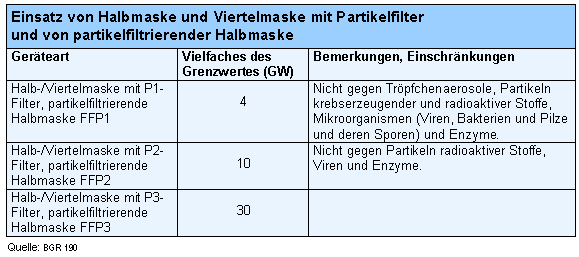 Einsatz von Halbmaske und Viertelmaske mit Partikelfilter
und von partikelfiltrierender Halbmaske
Geräteart
Vielfaches des
Grenzwertes (GW)
Bemerkungen, Einschränkungen
Halb-/Viertelmaske mit P1-
Filter, partikelfiltrierende
Halbmaske FFP1
4
Nicht gegen Tröpfchenaerosole, Partikeln
krebserzeugender und radioaktiver Stoffe,
Mikroorganismen (Viren, Bakterien und Pilze
und deren Sporen) und Enzyme.
Halb-/Viertelmaske mit P2-
Filter, partikelfiltrierende
Halbmaske FFP2
10
Nicht gegen Partikeln radioaktiver Stoffe,
Viren und Enzyme.
Halb-/Viertelmaske mit P3-
Filter, partikelfiltrierende
Halbmaske FFP3
30
Quelle: BGR 190